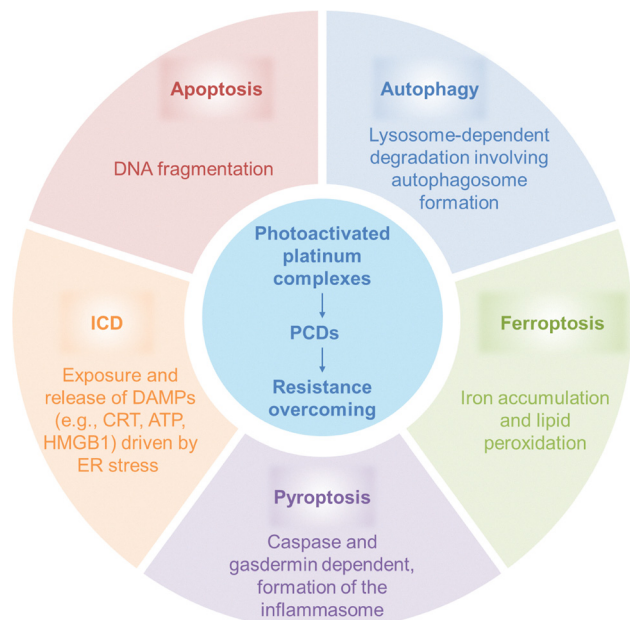 Apoptosis
DNA fragmentation
Autophagy
Lysosome-dependent
degradation involving
autophagosome
formation
Photoactivated
platinum
complexes
PCDs
Resistance
overcoming
ICD
Exposure and
release of DAMPs
(e.g., CRT, ATP,
HMGB1) driven by
ER stress
Ferroptosis
Iron accumulation
and lipid
peroxidation
Pyroptosis
Caspase and
gasdermin dependent,
formation of the
inflammasome